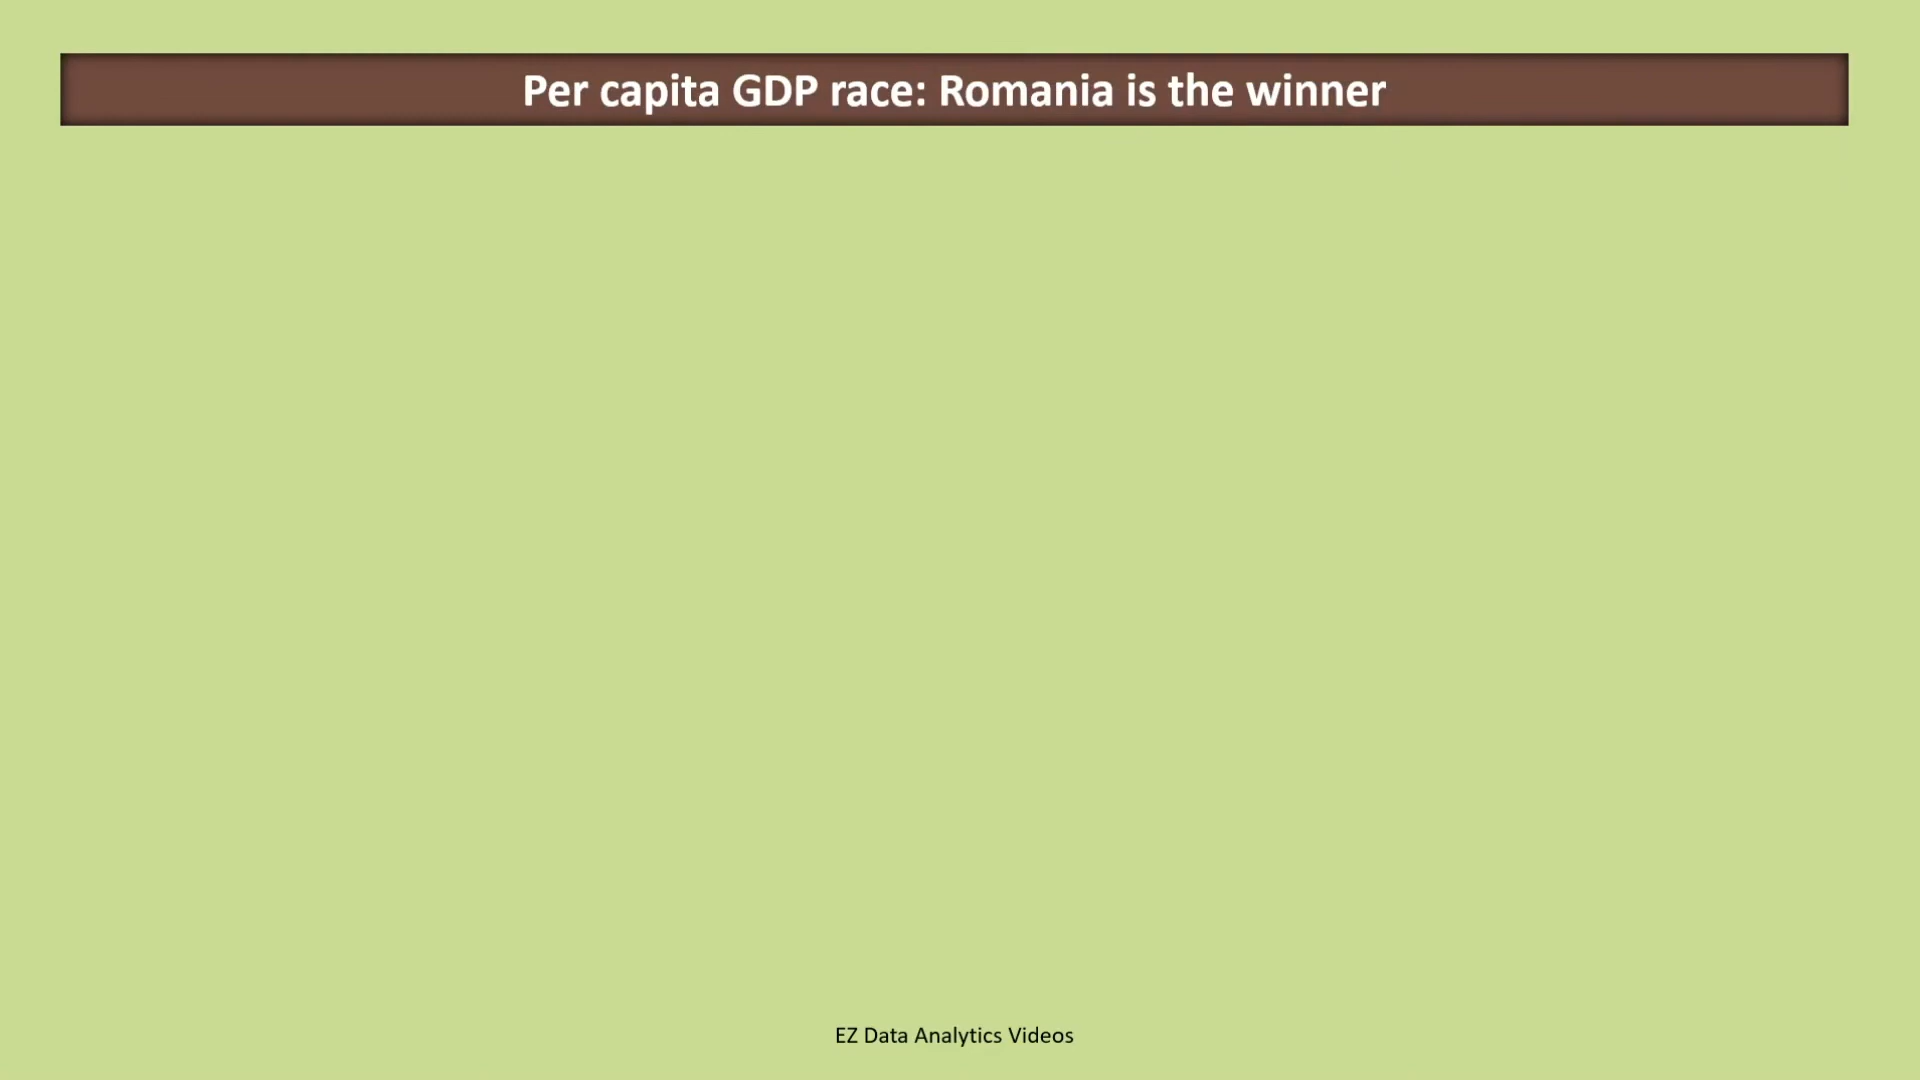 Per capita GDP race: Romania is the winner
EZ Data Analytics Videos